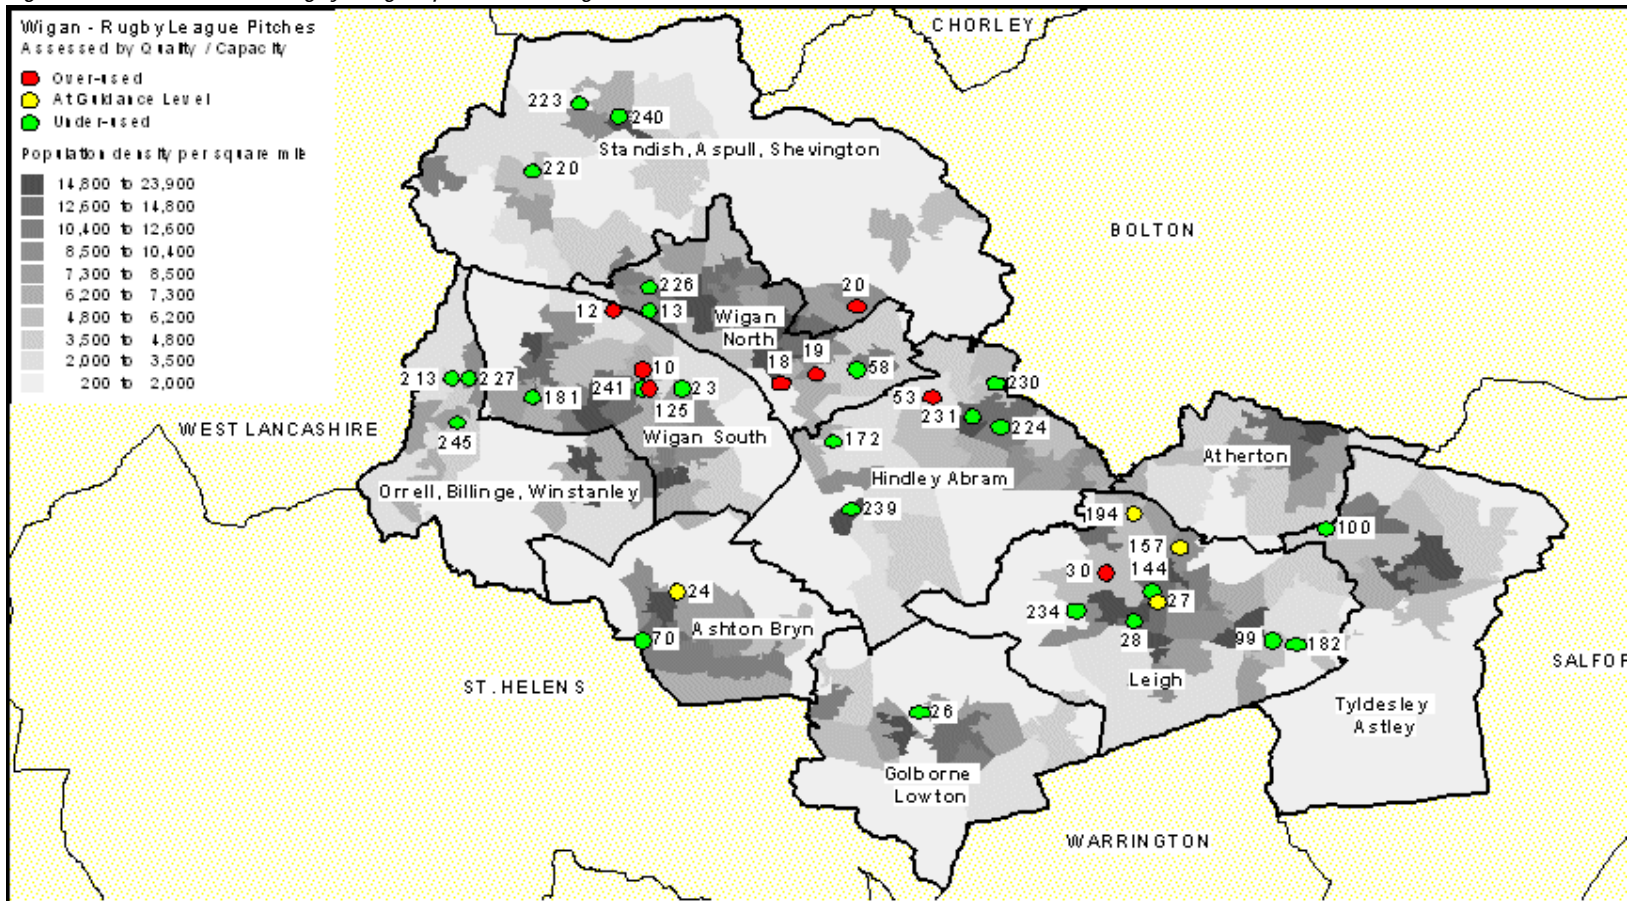 Wigan - Rugby League Pitches
Assessed by Quality / Capacity
Over-used
At Guidance Level
Under-used
Population density per square mile
14,800 to 23,900
12,600 to 14,800
10,400 to 12,600
8,500 to 10,400
7,300 to 8,500
6,200 to 7,300
4,800 to 6,200
3,500 to 4,800
2,000 to 3,500
200 to 2,000
CHORLEY
223
240
Standish, Aspull, Shevington
220
BOLTON
226
20
12
13
Wigan
North
19
18
58
10
213
227
181
241
125
23
53
230
231
224
WEST LANCASHIRE
245
Wigan South
172
Atherton
Hindley Abram
Orrell, Billinge, Winstanley
239
194
100
157
30
144
24
27
234
28
Ashton Bryn
70
99
182
SALFOR
ST. HELENS
Leigh
26
Tyldesley
Astley
Golborne
Lowton
WARRINGTON